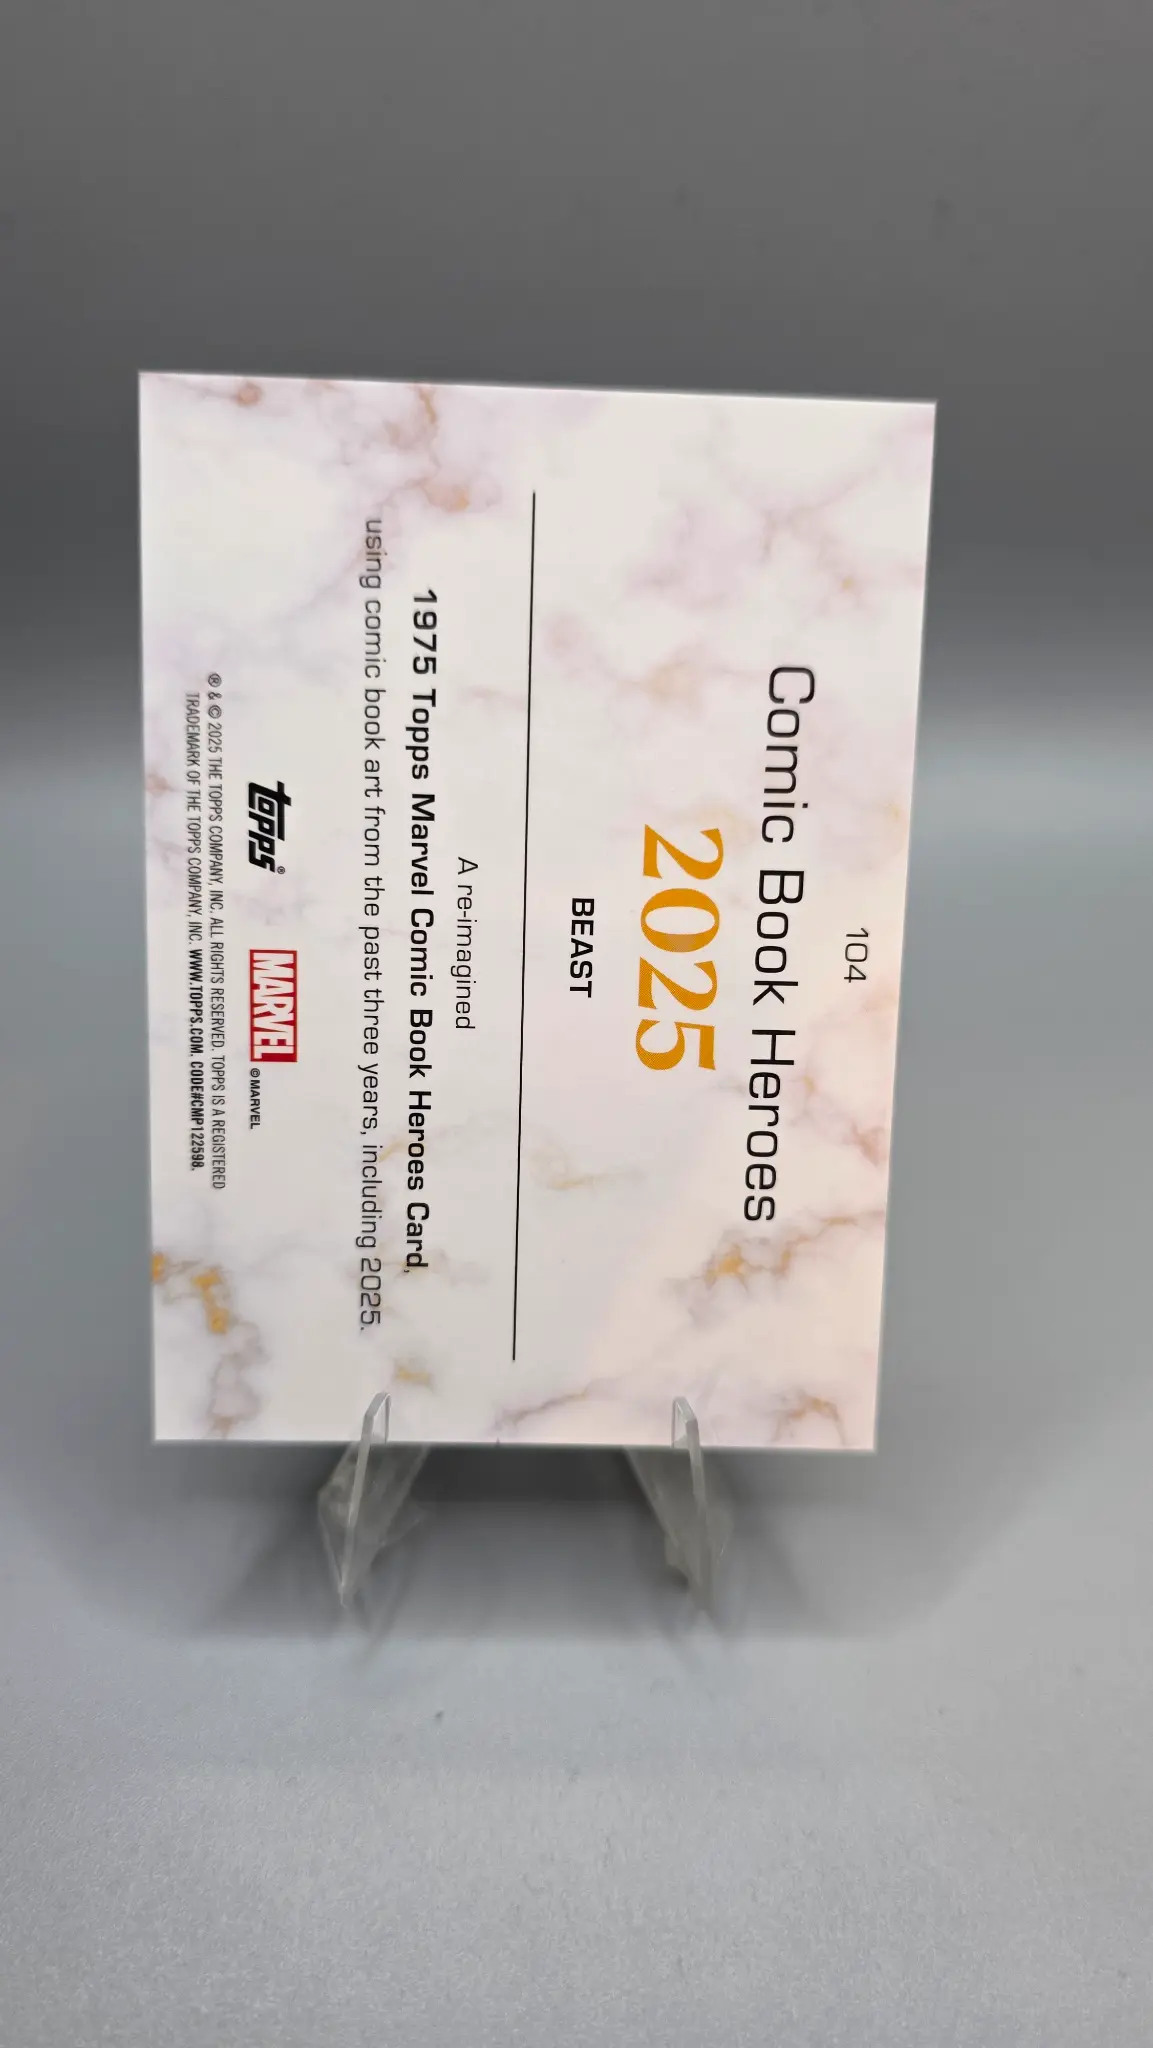 104
Comic Book Heroes
2025
BEAST
A re-imagined
1975 Topps Marvel Comic Book Heroes Card,
using comic book art from the past three years, including 2025.
topps® MARVEL © MARVEL
® & © 2025 THE TOPPS COMPANY, INC. ALL RIGHTS RESERVED. TOPPS IS A REGISTERED
TRADEMARK OF THE TOPPS COMPANY, INC. WWW.TOPPS.COM. CODE#CMP122598.